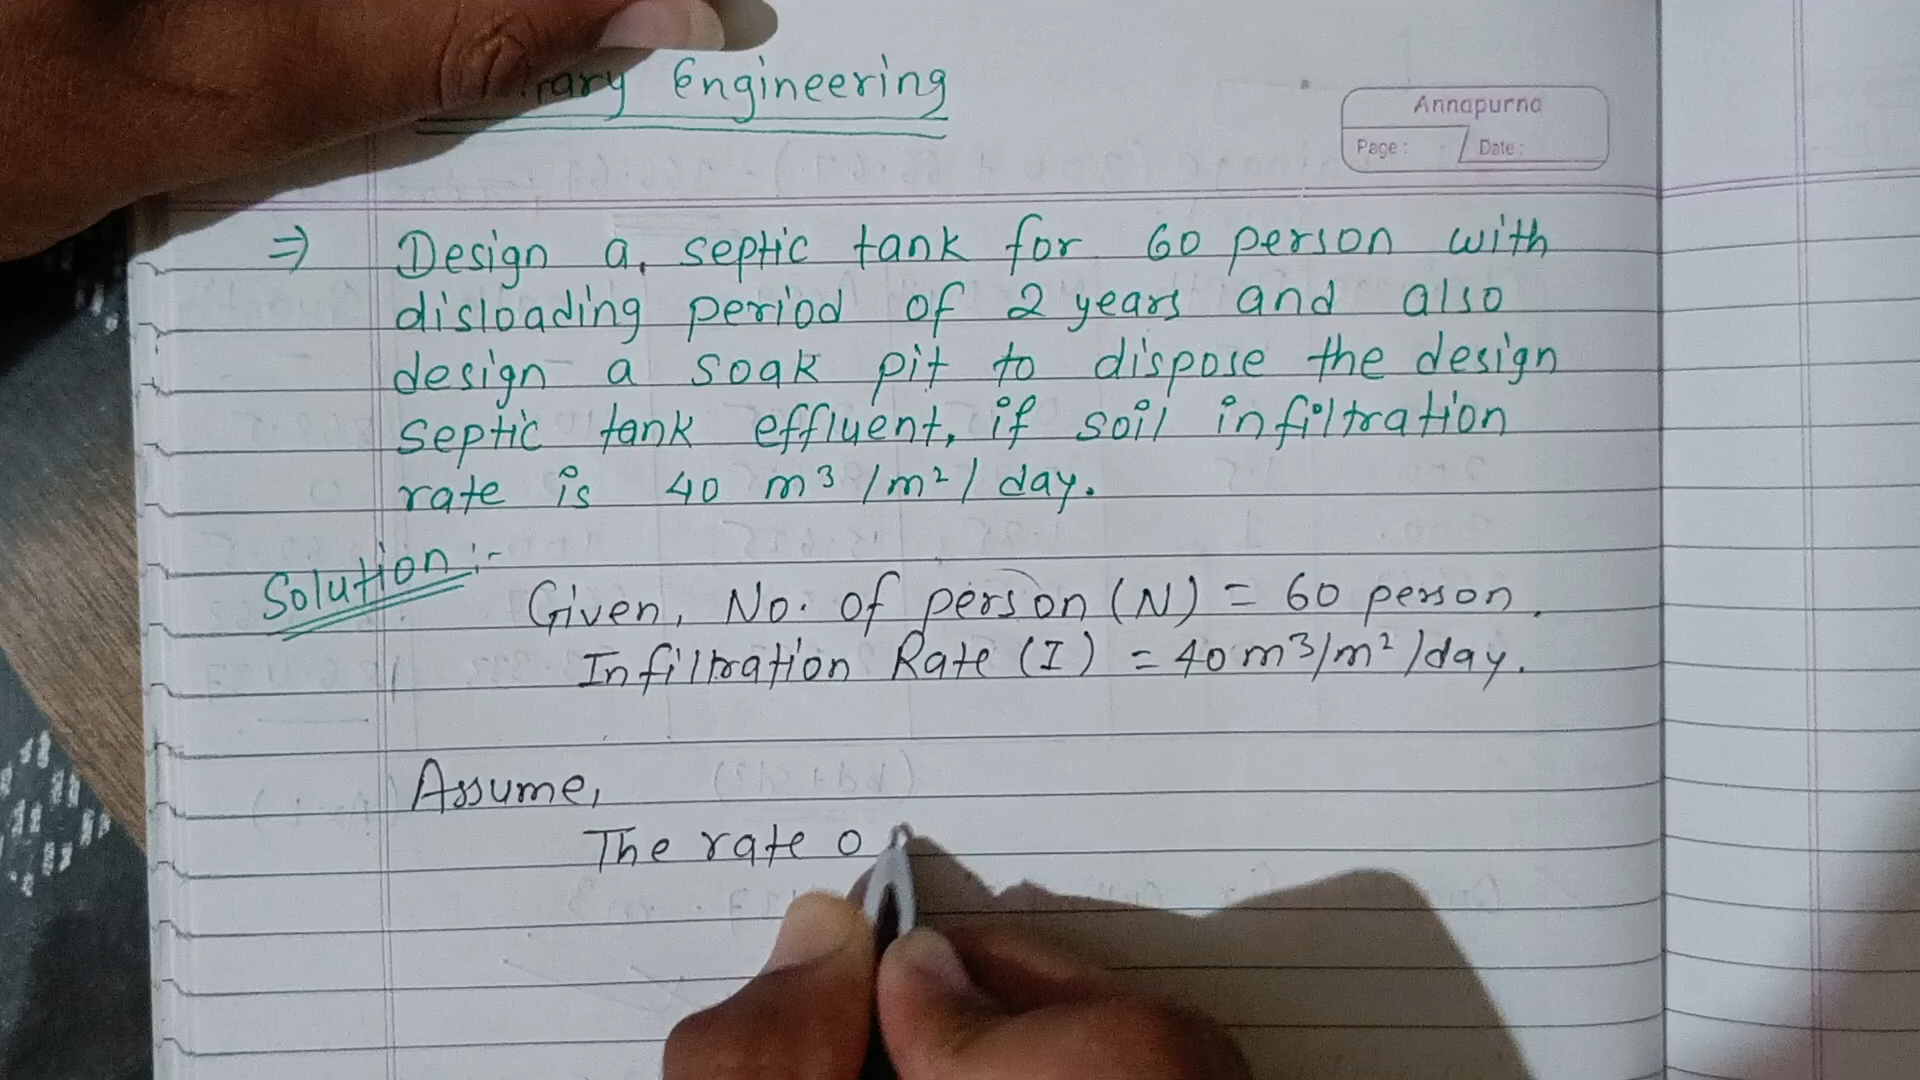 Engineering
Annapurna
Page :
Date :
⇒ Design a septic tank for 60 person with
disloading period of 2 years and also
design a soak pit to dispose the design
septic tank effluent, if soil infiltration
rate is 40 m³/m²/day.
Solution :-
Given, No. of person (N) = 60 person.
Infiltration Rate (I) = 40 m³/m²/day.
Assume,
The rate o